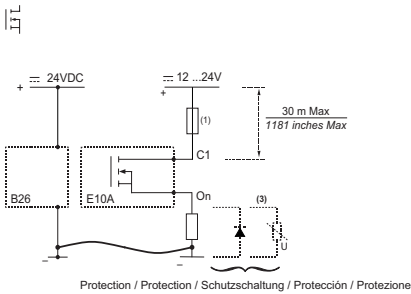 24VDC
12 ...24V
+
+
(1)
30 m Max
1181 inches Max
C1
B26
E10A
On
(3)
U
–
–
Protection / Protection / Schutzschaltung / Protección / Protezione